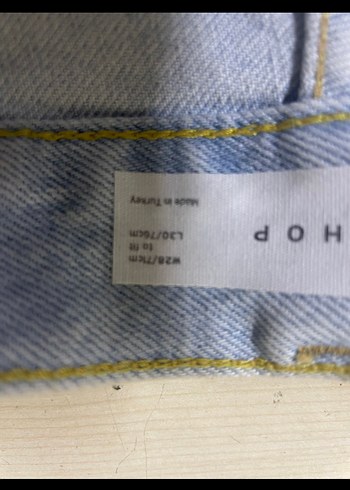 HOP
W28/71cm
to fit
L30/76cm
Made in Turkey